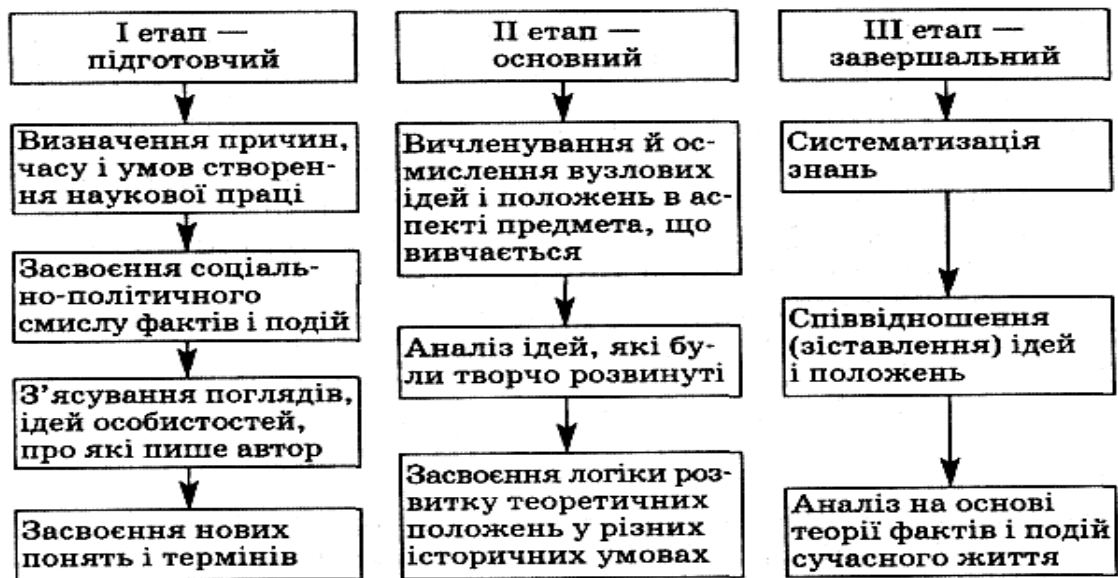 I етап —
підготовчий
Визначення причин,
часу і умов створен-
ня наукової праці
Засвоєння соціаль-
но-політичного
смислу фактів і подій
З’ясування поглядів,
ідей особистостей,
про які пише автор
Засвоєння нових
понять і термінів
II етап —
основний
Вичленування й ос-
мислення вузлових
ідей і положень в ас-
пекті предмета, що
вивчається
Аналіз ідей, які бу-
ли творчо розвинуті
Засвоєння логіки роз-
витку теоретичних
положень у різних
історичних умовах
III етап —
завершальний
Систематизація
знань
Співвідношення
(зіставлення) ідей
і положень
Аналіз на основі
теорії фактів і подій
сучасного життя